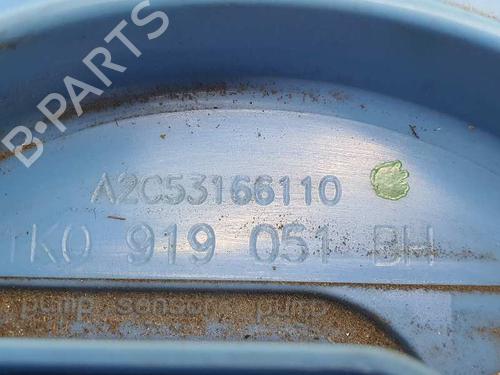 B-PARTS
A2C53166110
1K0 919 051 BH
pump sensor pump